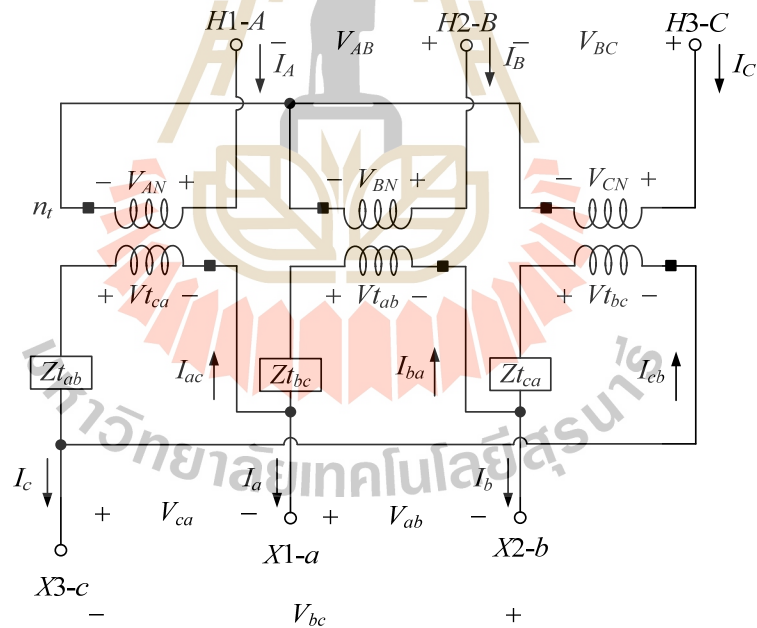 H1-A − V_AB + H2-B − V_BC + H3-C
I_A I_B I_C
− V_AN + − V_BN + − V_CN +
n_t
+ Vt_ca − + Vt_ab − + Vt_bc −
Zt_ab I_ac Zt_bc I_ba Zt_ca I_cb
I_c I_a I_b
+ V_ca − + V_ab −
X3-c X1-a X2-b
− V_bc +
มหาวิทยาลัยเทคโนโลยีสุรนารี